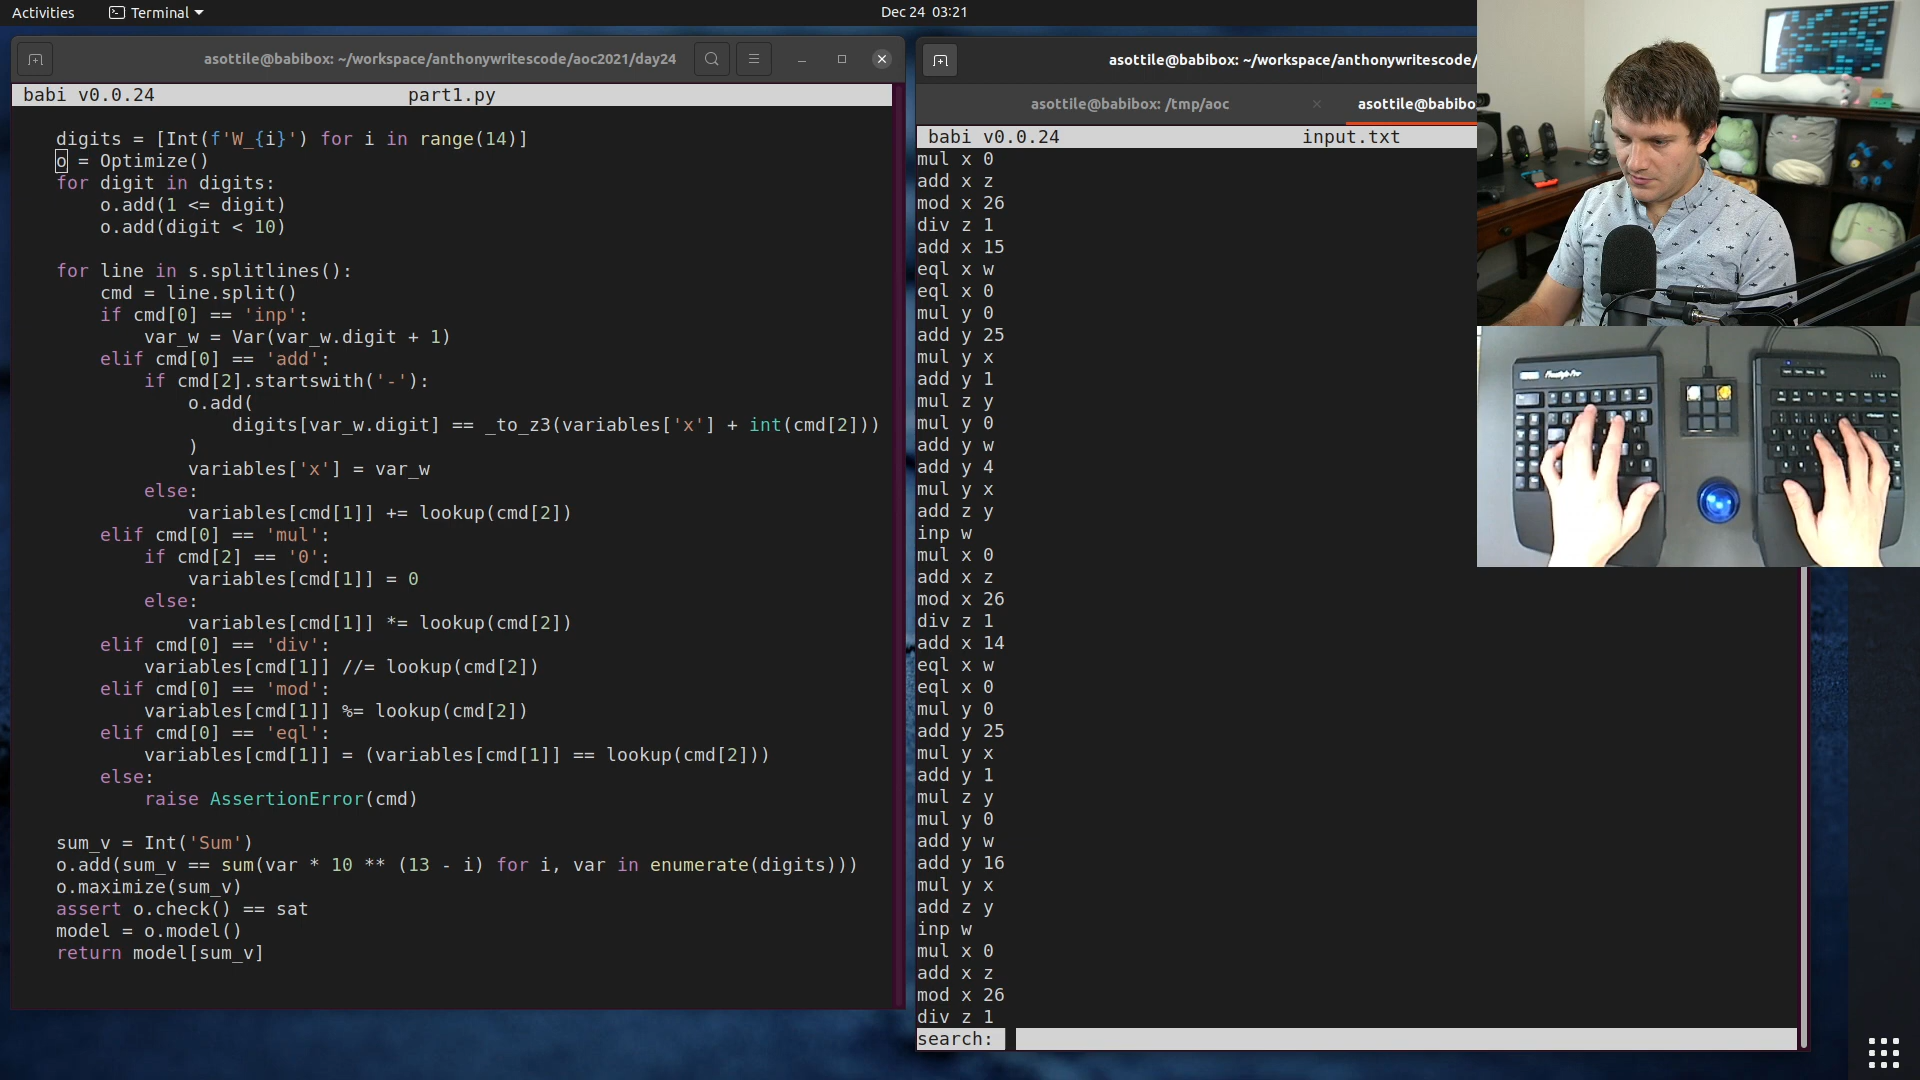 Activities
Terminal
Dec 24 03:21
asottile@babibox: ~/workspace/anthonywritescode/aoc2021/day24
babi v0.0.24 part1.py
digits = [Int(f'W_{i}') for i in range(14)]
o = Optimize()
for digit in digits:
o.add(1 <= digit)
o.add(digit < 10)
for line in s.splitlines():
cmd = line.split()
if cmd[0] == 'inp':
var_w = Var(var_w.digit + 1)
elif cmd[0] == 'add':
if cmd[2].startswith('-'):
o.add(
digits[var_w.digit] == _to_z3(variables['x'] + int(cmd[2]))
)
variables['x'] = var_w
else:
variables[cmd[1]] += lookup(cmd[2])
elif cmd[0] == 'mul':
if cmd[2] == '0':
variables[cmd[1]] = 0
else:
variables[cmd[1]] *= lookup(cmd[2])
elif cmd[0] == 'div':
variables[cmd[1]] //= lookup(cmd[2])
elif cmd[0] == 'mod':
variables[cmd[1]] %= lookup(cmd[2])
elif cmd[0] == 'eql':
variables[cmd[1]] = (variables[cmd[1]] == lookup(cmd[2]))
else:
raise AssertionError(cmd)
sum_v = Int('Sum')
o.add(sum_v == sum(var * 10 ** (13 - i) for i, var in enumerate(digits)))
o.maximize(sum_v)
assert o.check() == sat
model = o.model()
return model[sum_v]
asottile@babibox: ~/workspace/anthonywritescode/
asottile@babibox: /tmp/aoc
asottile@babibo
babi v0.0.24 input.txt
mul x 0
add x z
mod x 26
div z 1
add x 15
eql x w
eql x 0
mul y 0
add y 25
mul y x
add y 1
mul z y
mul y 0
add y w
add y 4
mul y x
add z y
inp w
mul x 0
add x z
mod x 26
div z 1
add x 14
eql x w
eql x 0
mul y 0
add y 25
mul y x
add y 1
mul z y
mul y 0
add y w
add y 16
mul y x
add z y
inp w
mul x 0
add x z
mod x 26
div z 1
search: